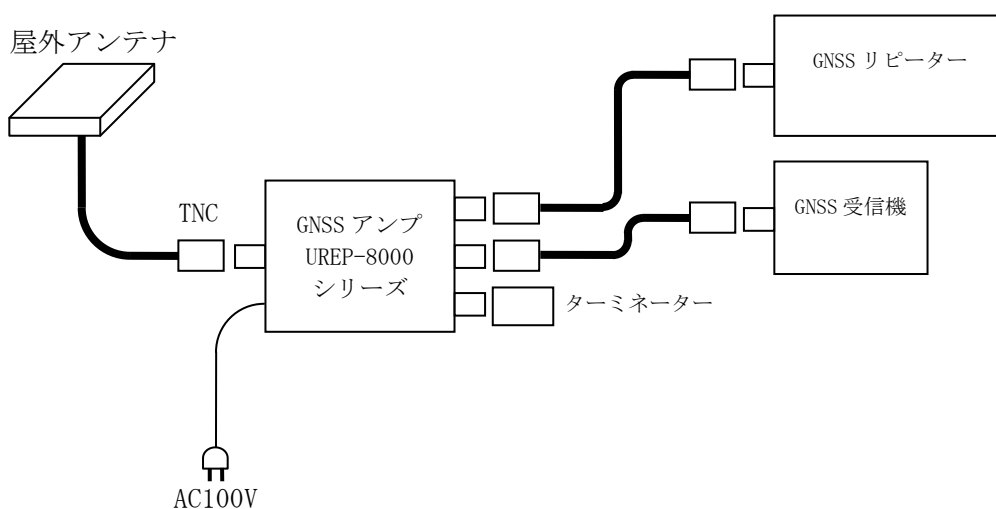 屋外アンテナ
GNSS リピーター
TNC
GNSS アンプ
UREP-8000
シリーズ
GNSS 受信機
ターミネーター
AC100V